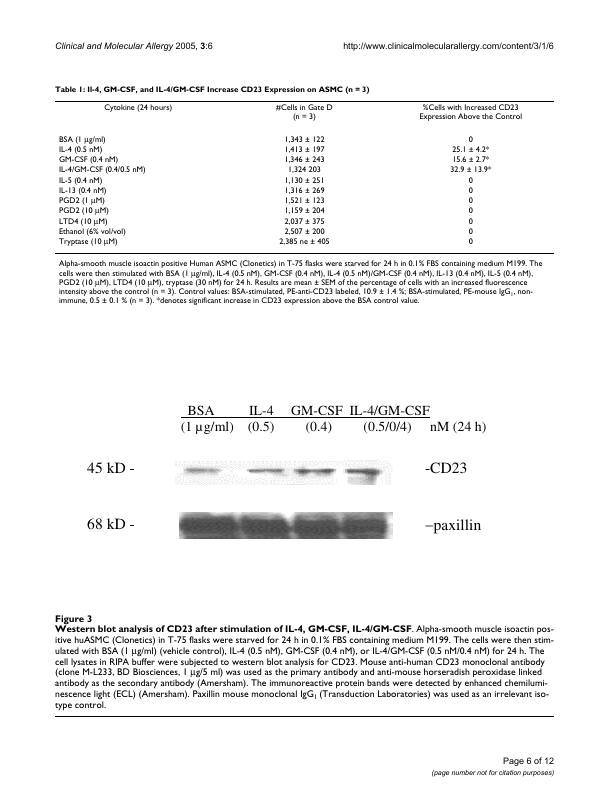 Clinical and Molecular Allergy 2005, 3:6 http://www.clinicalmolecularallergy.com/content/3/1/6
Table 1: Il-4, GM-CSF, and IL-4/GM-CSF Increase CD23 Expression on ASMC (n = 3)
Cytokine (24 hours) #Cells in Gate D %Cells with Increased CD23
(n = 3) Expression Above the Control
BSA (1 μg/ml) 1,343 ± 122 0
IL-4 (0.5 nM) 1,413 ± 197 25.1 ± 4.2*
GM-CSF (0.4 nM) 1,346 ± 243 15.6 ± 2.7*
IL-4/GM-CSF (0.4/0.5 nM) 1,324 203 32.9 ± 13.9*
IL-5 (0.4 nM) 1,130 ± 251 0
IL-13 (0.4 nM) 1,316 ± 269 0
PGD2 (1 μM) 1,521 ± 123 0
PGD2 (10 μM) 1,159 ± 204 0
LTD4 (10 μM) 2,037 ± 375 0
Ethanol (6% vol/vol) 2,507 ± 200 0
Tryptase (10 μM) 2,385 ne ± 405 0
Alpha-smooth muscle isoactin positive Human ASMC (Clonetics) in T-75 flasks were starved for 24 h in 0.1% FBS containing medium M199. The
cells were then stimulated with BSA (1 μg/ml), IL-4 (0.5 nM), GM-CSF (0.4 nM), IL-4 (0.5 nM)/GM-CSF (0.4 nM), IL-13 (0.4 nM), IL-5 (0.4 nM),
PGD2 (10 μM), LTD4 (10 μM), tryptase (30 nM) for 24 h. Results are mean ± SEM of the percentage of cells with an increased fluorescence
intensity above the control (n = 3). Control values: BSA-stimulated, PE-anti-CD23 labeled, 10.9 ± 1.4 %; BSA-stimulated, PE-mouse IgG1, non-
immune, 0.5 ± 0.1 % (n = 3). *denotes significant increase in CD23 expression above the BSA control value.
BSA IL-4 GM-CSF IL-4/GM-CSF
(1 μg/ml) (0.5) (0.4) (0.5/0/4) nM (24 h)
45 kD - -CD23
68 kD - –paxillin
Figure 3
Western blot analysis of CD23 after stimulation of IL-4, GM-CSF, IL-4/GM-CSF. Alpha-smooth muscle isoactin pos-
itive huASMC (Clonetics) in T-75 flasks were starved for 24 h in 0.1% FBS containing medium M199. The cells were then stim-
ulated with BSA (1 μg/ml) (vehicle control), IL-4 (0.5 nM), GM-CSF (0.4 nM), or IL-4/GM-CSF (0.5 nM/0.4 nM) for 24 h. The
cell lysates in RIPA buffer were subjected to western blot analysis for CD23. Mouse anti-human CD23 monoclonal antibody
(clone M-L233, BD Biosciences, 1 μg/5 ml) was used as the primary antibody and anti-mouse horseradish peroxidase linked
antibody as the secondary antibody (Amersham). The immunoreactive protein bands were detected by enhanced chemilumi-
nescence light (ECL) (Amersham). Paxillin mouse monoclonal IgG1 (Transduction Laboratories) was used as an irrelevant iso-
type control.
Page 6 of 12
(page number not for citation purposes)